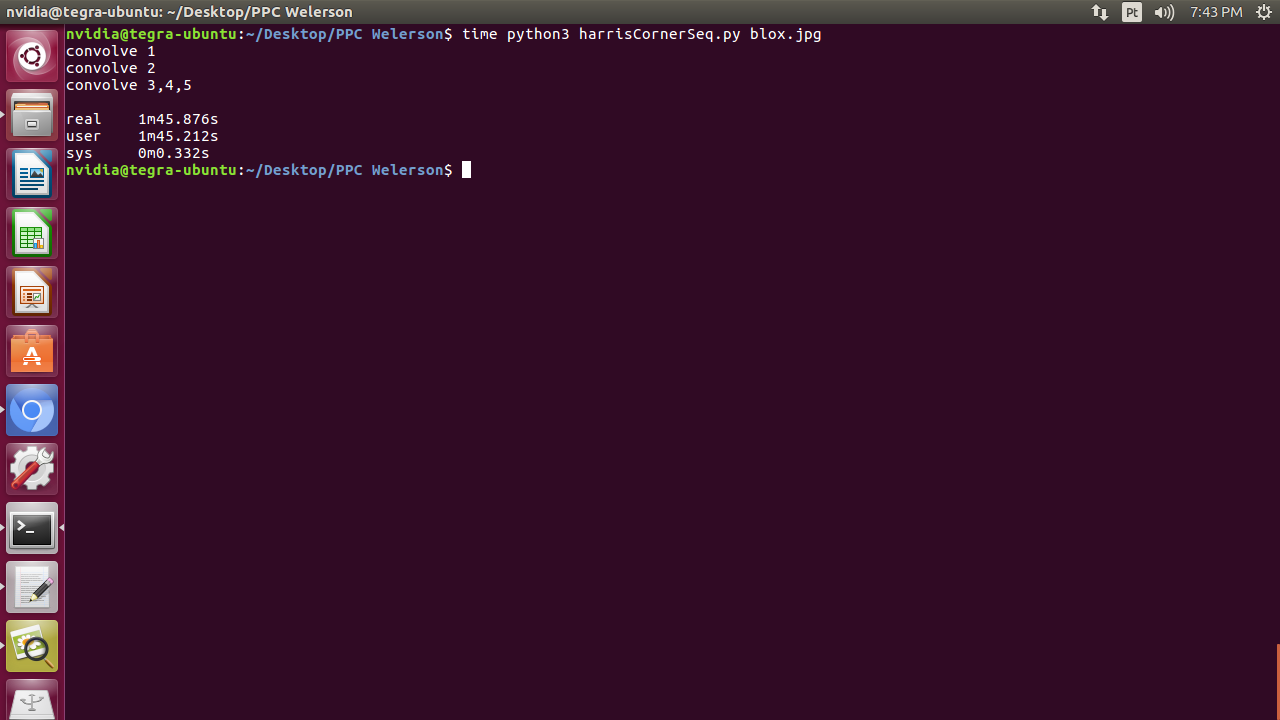 nvidia@tegra-ubuntu: ~/Desktop/PPC Welerson
Pt
7:43 PM
nvidia@tegra-ubuntu:~/Desktop/PPC Welerson$ time python3 harrisCornerSeq.py blox.jpg
convolve 1
convolve 2
convolve 3,4,5
real 1m45.876s
user 1m45.212s
sys 0m0.332s
nvidia@tegra-ubuntu:~/Desktop/PPC Welerson$